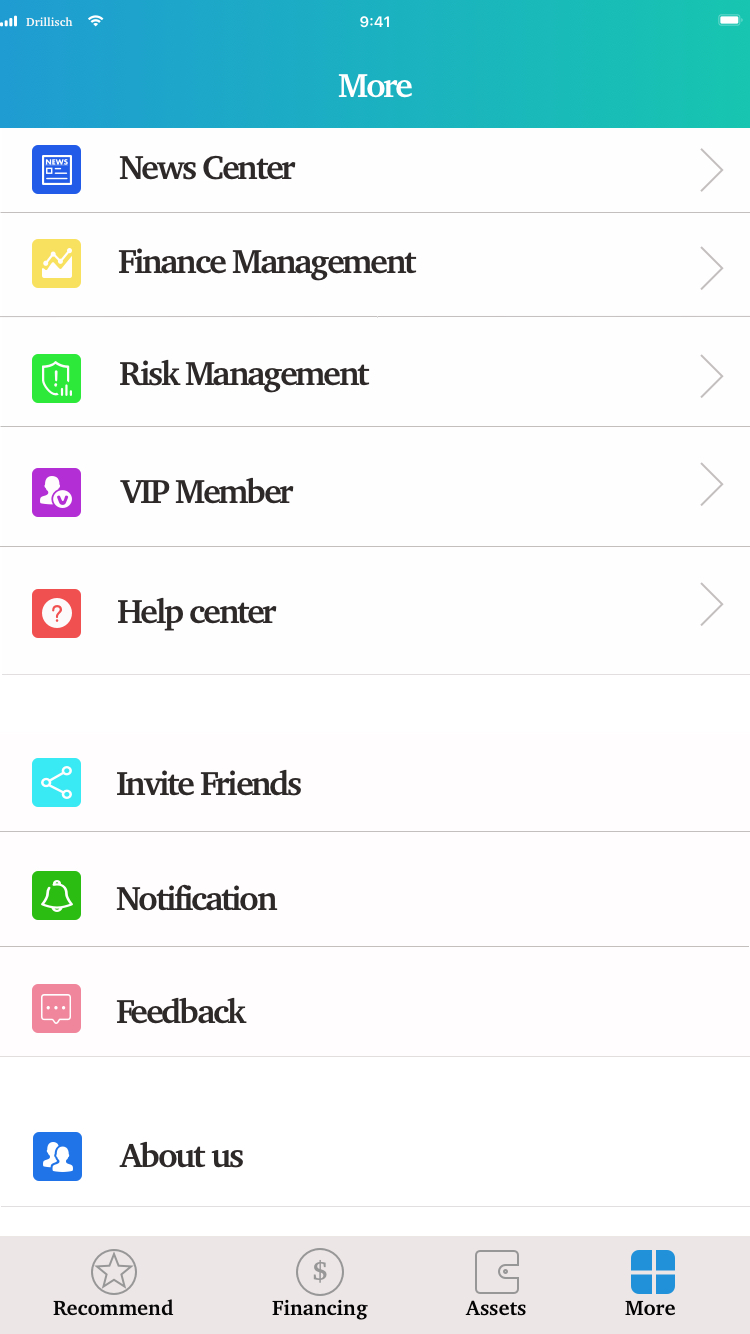 Drillisch
9:41
More
NEWS
News Center
Finance Management
Risk Management
VIP Member
?
Help center
Invite Friends
Notification
Feedback
About us
$
Recommend
Financing
Assets
More